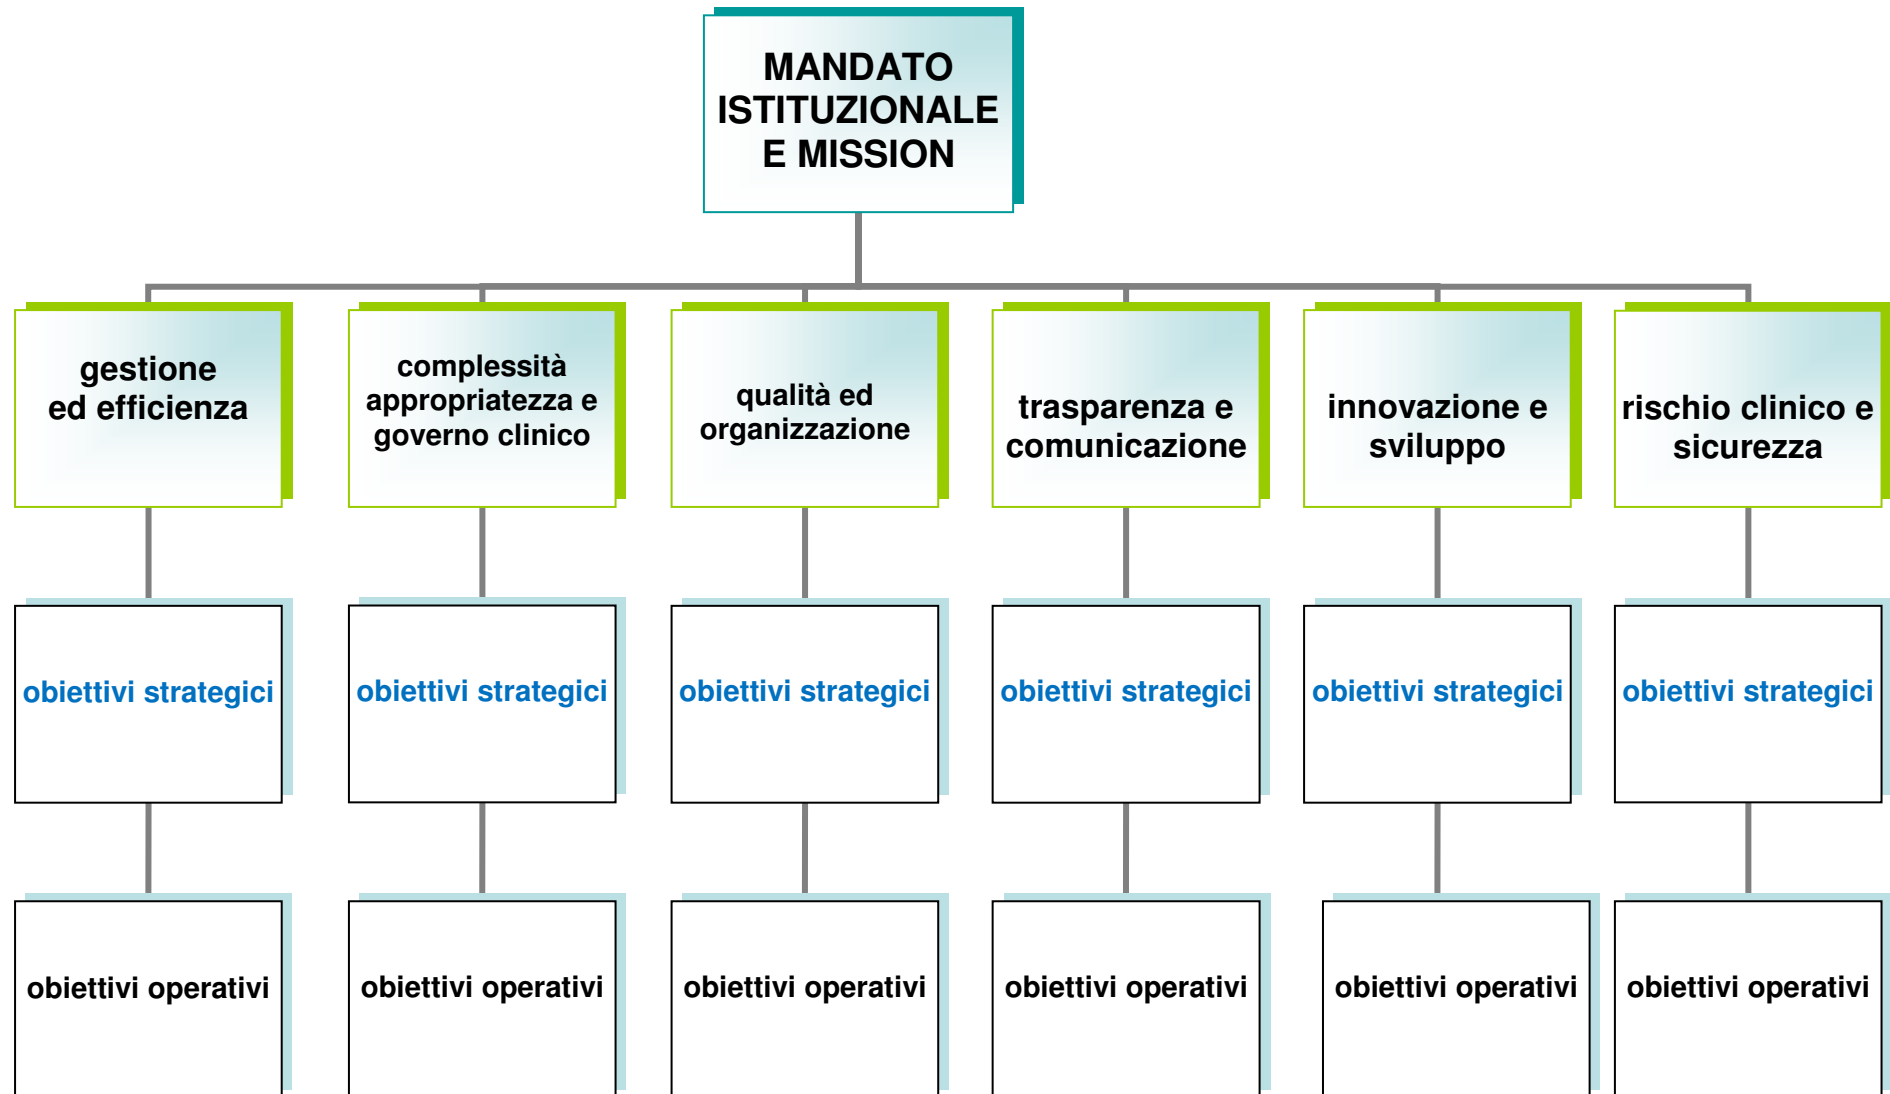 MANDATO
ISTITUZIONALE
E MISSION
gestione
ed efficienza
complessità
appropriatezza e
governo clinico
qualità ed
organizzazione
trasparenza e
comunicazione
innovazione e
sviluppo
rischio clinico e
sicurezza
obiettivi strategici
obiettivi strategici
obiettivi strategici
obiettivi strategici
obiettivi strategici
obiettivi strategici
obiettivi operativi
obiettivi operativi
obiettivi operativi
obiettivi operativi
obiettivi operativi
obiettivi operativi